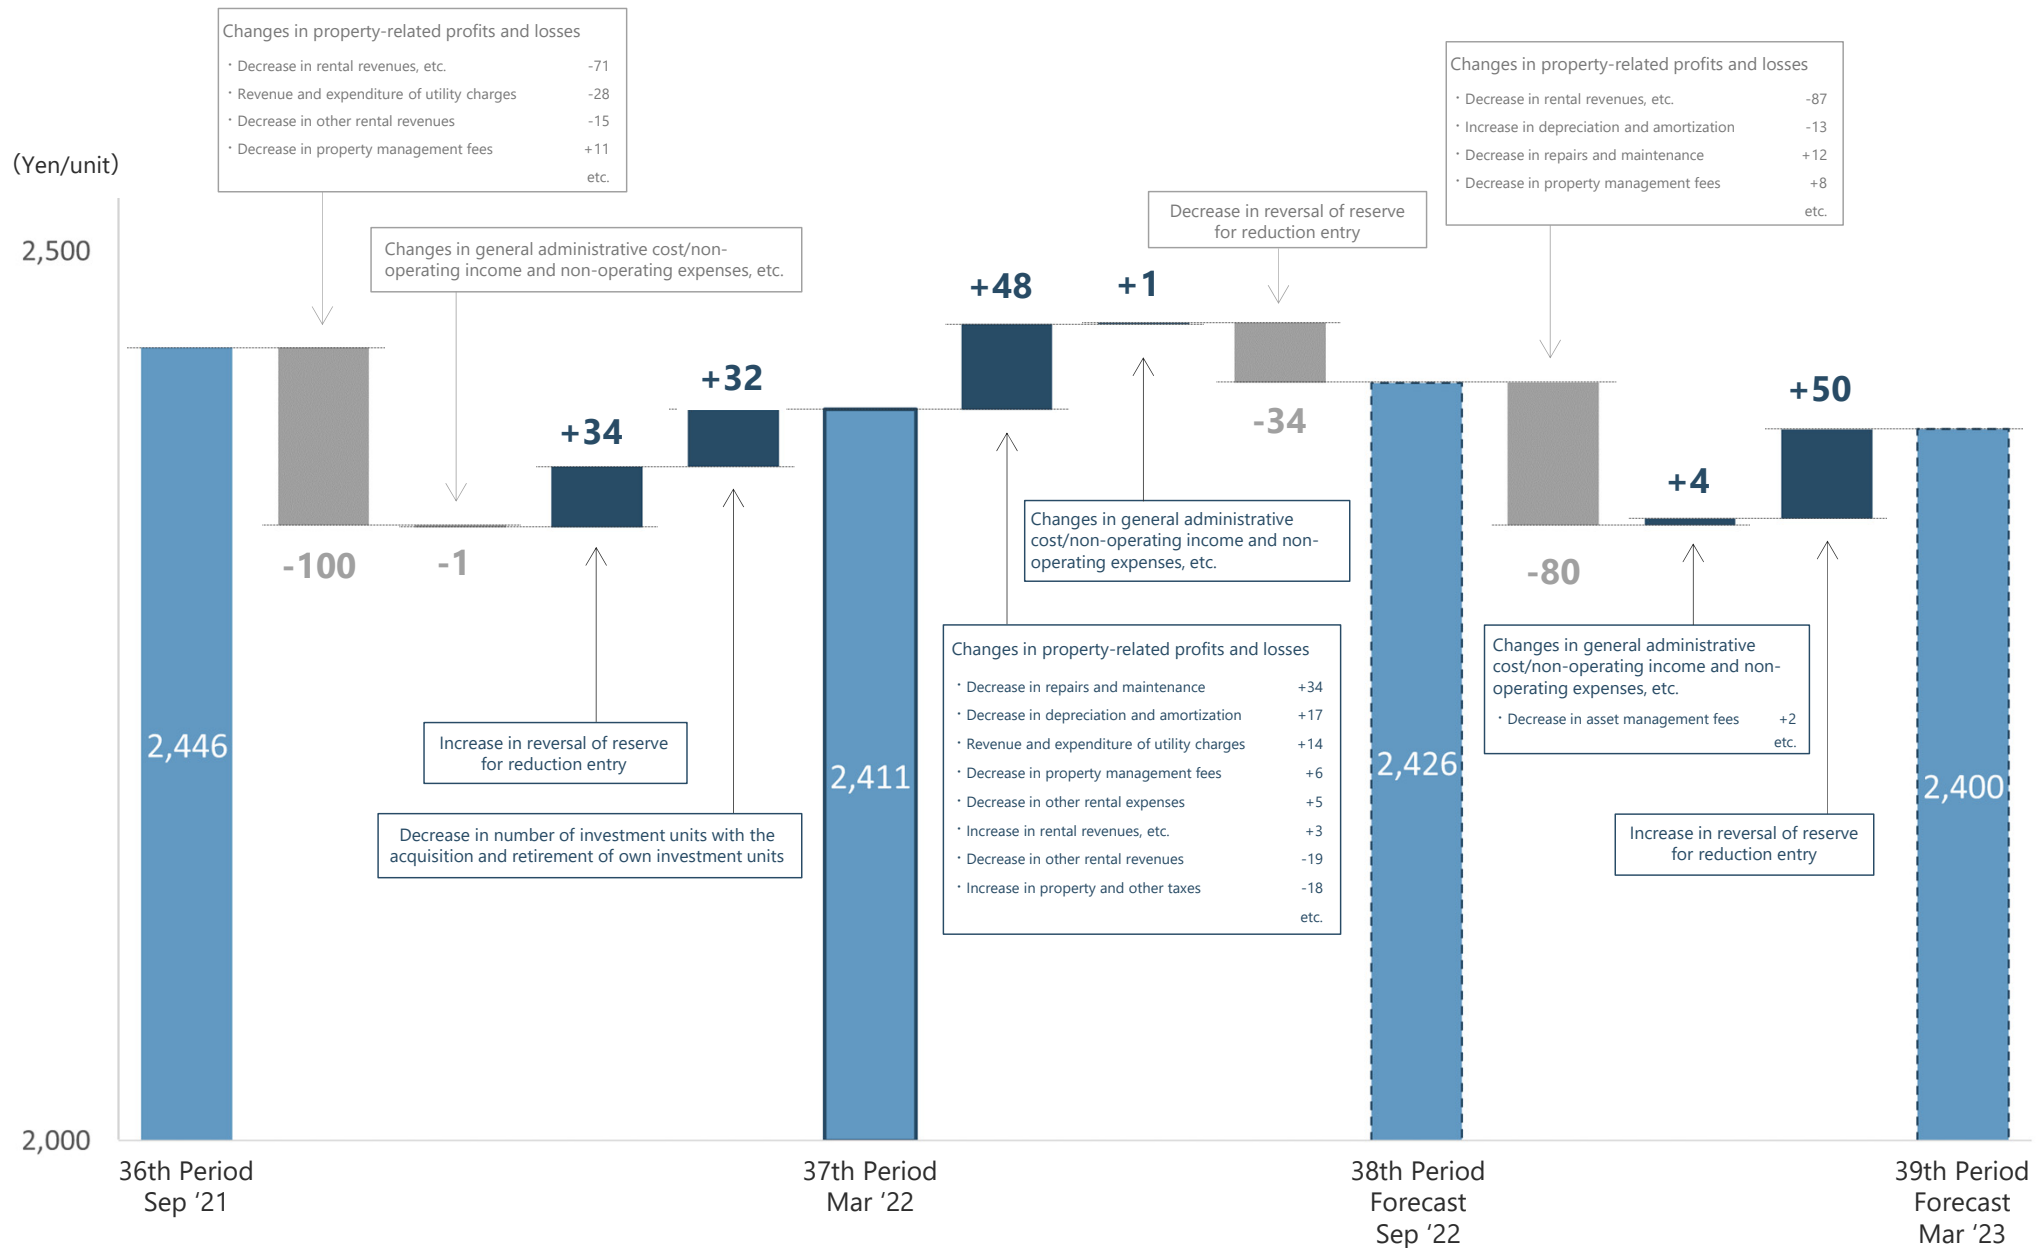 Changes in property-related profits and losses
・Decrease in rental revenues, etc. -71
・Revenue and expenditure of utility charges -28
・Decrease in other rental revenues -15
・Decrease in property management fees +11
etc.
Changes in property-related profits and losses
・Decrease in rental revenues, etc. -87
・Increase in depreciation and amortization -13
・Decrease in repairs and maintenance +12
・Decrease in property management fees +8
etc.
(Yen/unit)
2,500
2,000
Changes in general administrative cost/non-
operating income and non-operating expenses, etc.
Decrease in reversal of reserve
for reduction entry
-100
-1
+34
+32
+48
+1
-34
-80
+4
+50
Changes in general administrative
cost/non-operating income and non-
operating expenses, etc.
Changes in property-related profits and losses
・Decrease in repairs and maintenance +34
・Decrease in depreciation and amortization +17
・Revenue and expenditure of utility charges +14
・Decrease in property management fees +6
・Decrease in other rental expenses +5
・Increase in rental revenues, etc. +3
・Decrease in other rental revenues -19
・Increase in property and other taxes -18
etc.
Changes in general administrative
cost/non-operating income and non-
operating expenses, etc.
・Decrease in asset management fees +2
etc.
Increase in reversal of reserve
for reduction entry
Decrease in number of investment units with the
acquisition and retirement of own investment units
Increase in reversal of reserve
for reduction entry
2,446
2,411
2,426
2,400
36th Period
Sep ‘21
37th Period
Mar ‘22
38th Period
Forecast
Sep ‘22
39th Period
Forecast
Mar ‘23